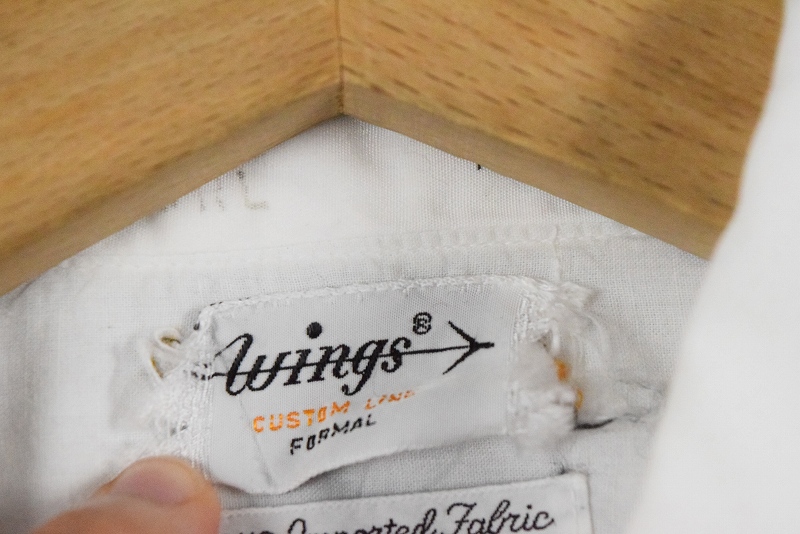 Wings®
CUSTOM LINE
FORMAL
Imported Fabric